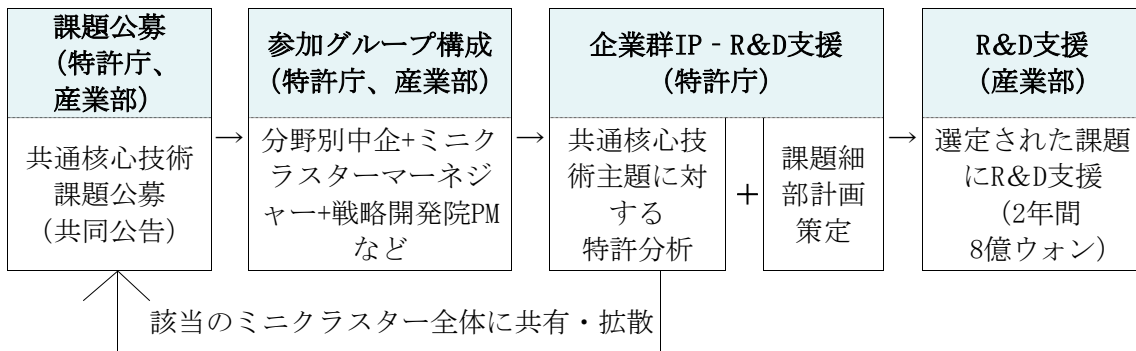 課題公募
(特許庁、
産業部)
共通核心技術
課題公募
(共同公告)
→
参加グループ構成
(特許庁、産業部)
分野別中企+ミニク
ラスターマーネジ
ャー+戦略開発院PM
など
→
企業群IP‐R&D支援
(特許庁)
共通核心技
術主題に対
する
特許分析
+
課題細
部計画
策定
→
R&D支援
(産業部)
選定された課題
にR&D支援
(2年間
8億ウォン)
該当のミニクラスター全体に共有・拡散